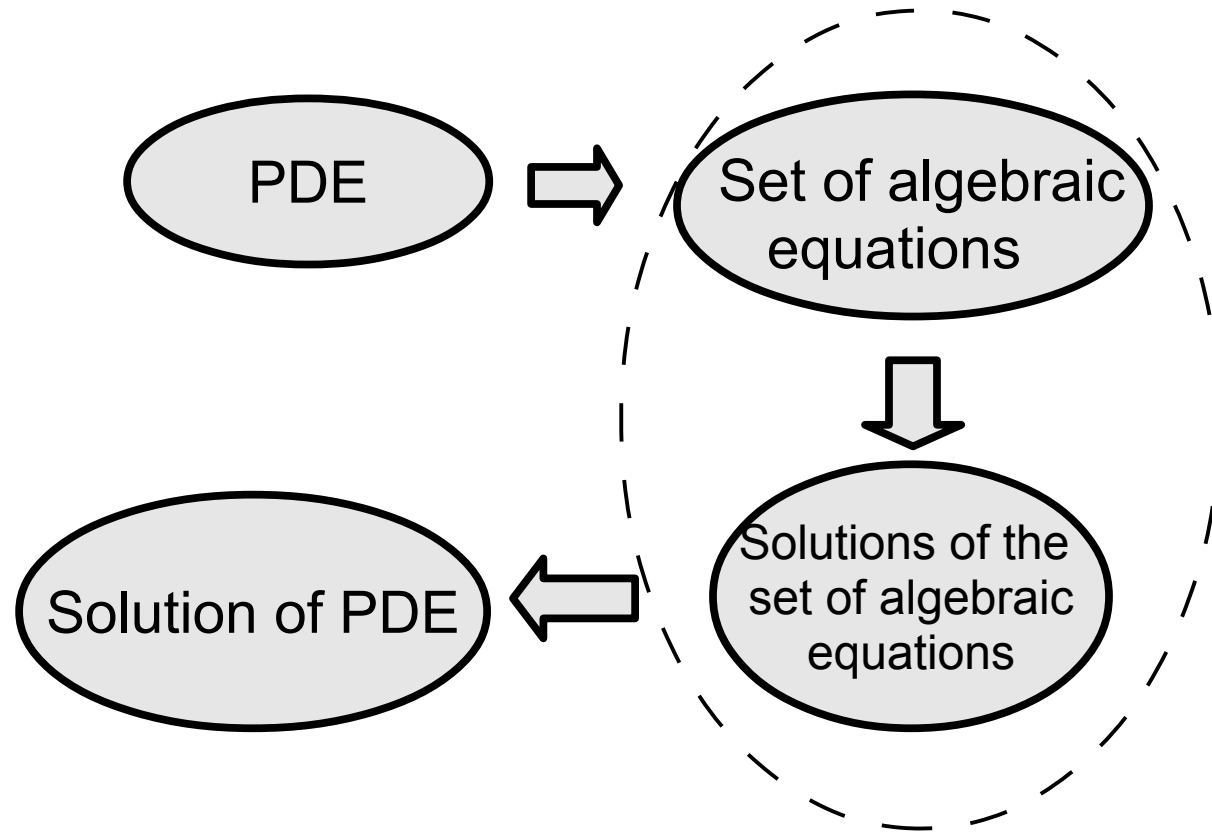 PDE
Set of algebraic
equations
Solutions of the
set of algebraic
equations
Solution of PDE